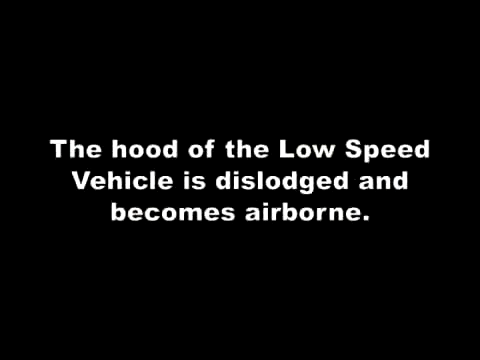 The hood of the Low Speed
Vehicle is dislodged and
becomes airborne.